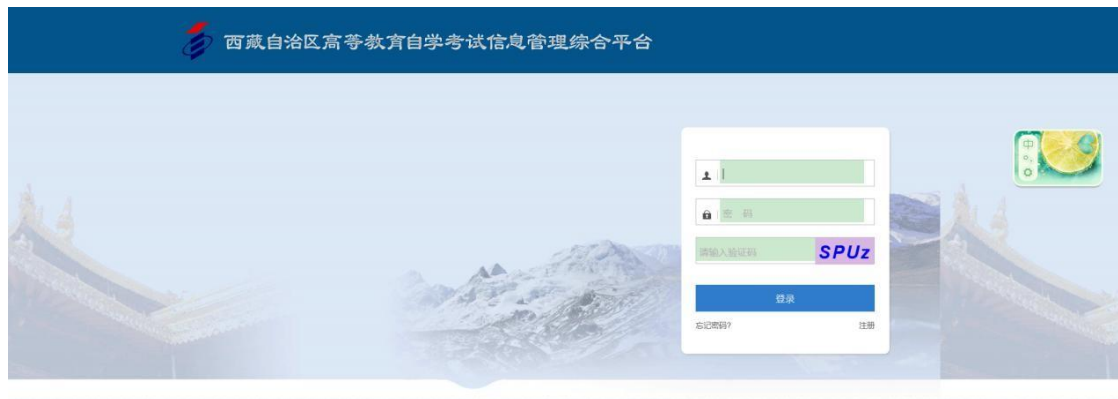 西藏自治区高等教育自学考试信息管理综合平台
中
密 码
请输入验证码
SPUz
登录
忘记密码?
注册